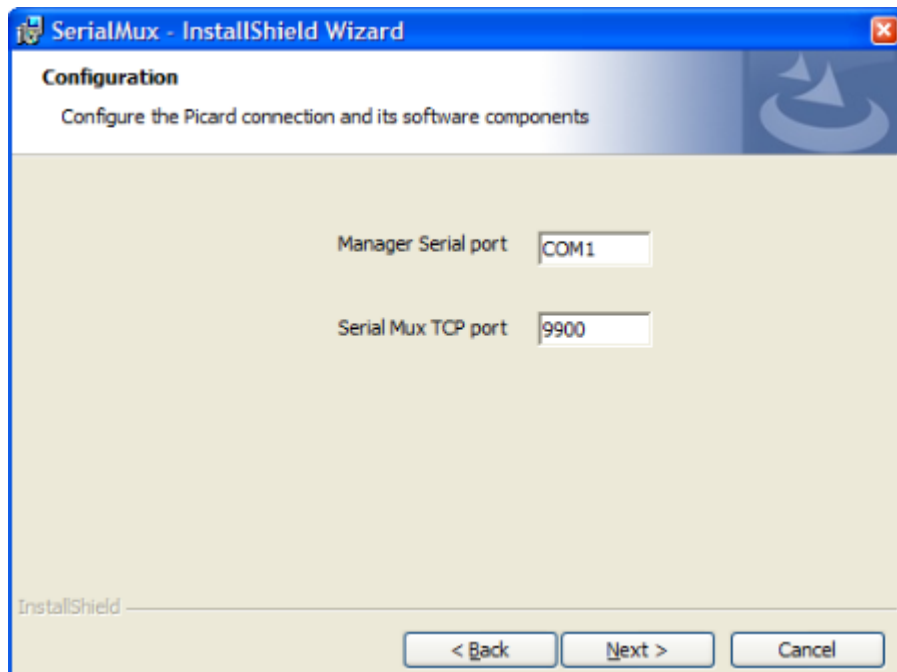 SerialMux - InstallShield Wizard
Configuration
Configure the Picard connection and its software components
Manager Serial port COM1
Serial Mux TCP port 9900
InstallShield
< Back Next > Cancel